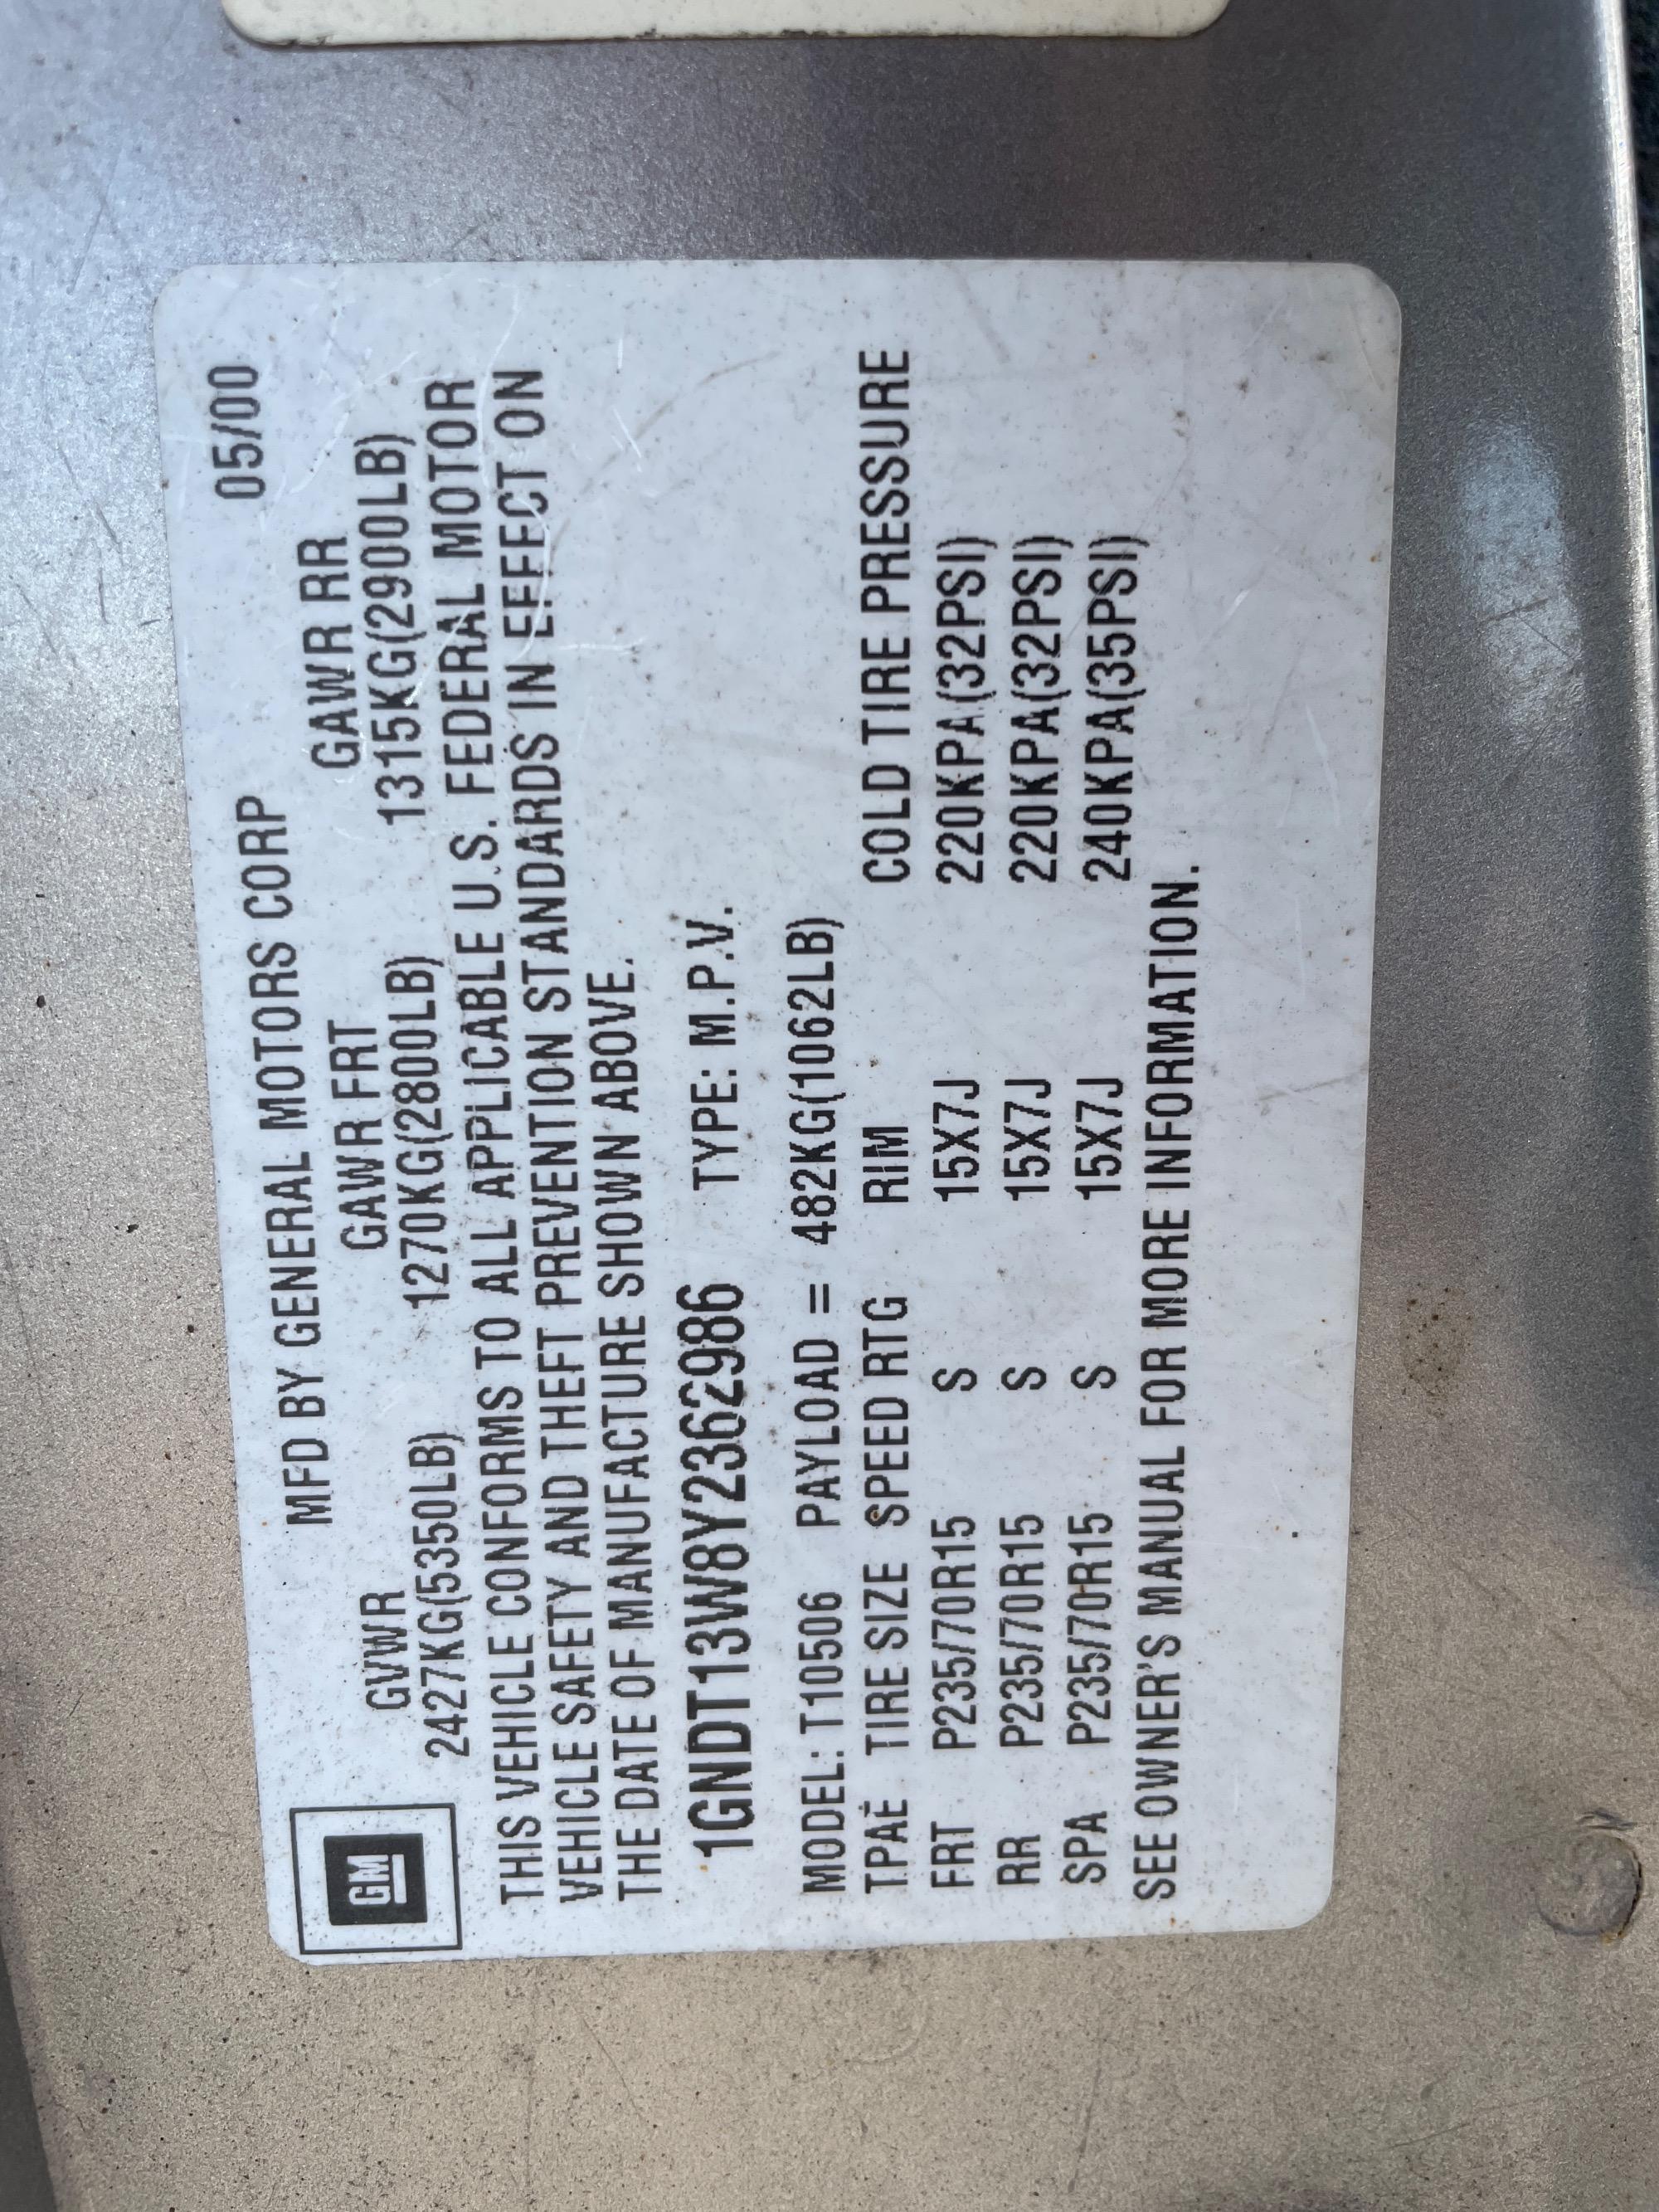 MFD BY GENERAL MOTORS CORP 05/00
GM
GVWR GAWR FRT GAWR RR
2427KG(5350LB) 1270KG(2800LB) 1315KG(2900LB)
THIS VEHICLE CONFORMS TO ALL APPLICABLE U.S. FEDERAL MOTOR
VEHICLE SAFETY AND THEFT PREVENTION STANDARDS IN EFFECT ON
THE DATE OF MANUFACTURE SHOWN ABOVE.
1GNDT13W8Y2362986 TYPE: M.P.V.
MODEL: T10506 PAYLOAD = 482KG(1062LB)
T.P.A.E TIRE SIZE SPEED RTG RIM COLD TIRE PRESSURE
FRT P235/70R15 S 15X7J 220KPA(32PSI)
RR P235/70R15 S 15X7J 220KPA(32PSI)
SPA P235/70R15 S 15X7J 240KPA(35PSI)
SEE OWNER'S MANUAL FOR MORE INFORMATION.